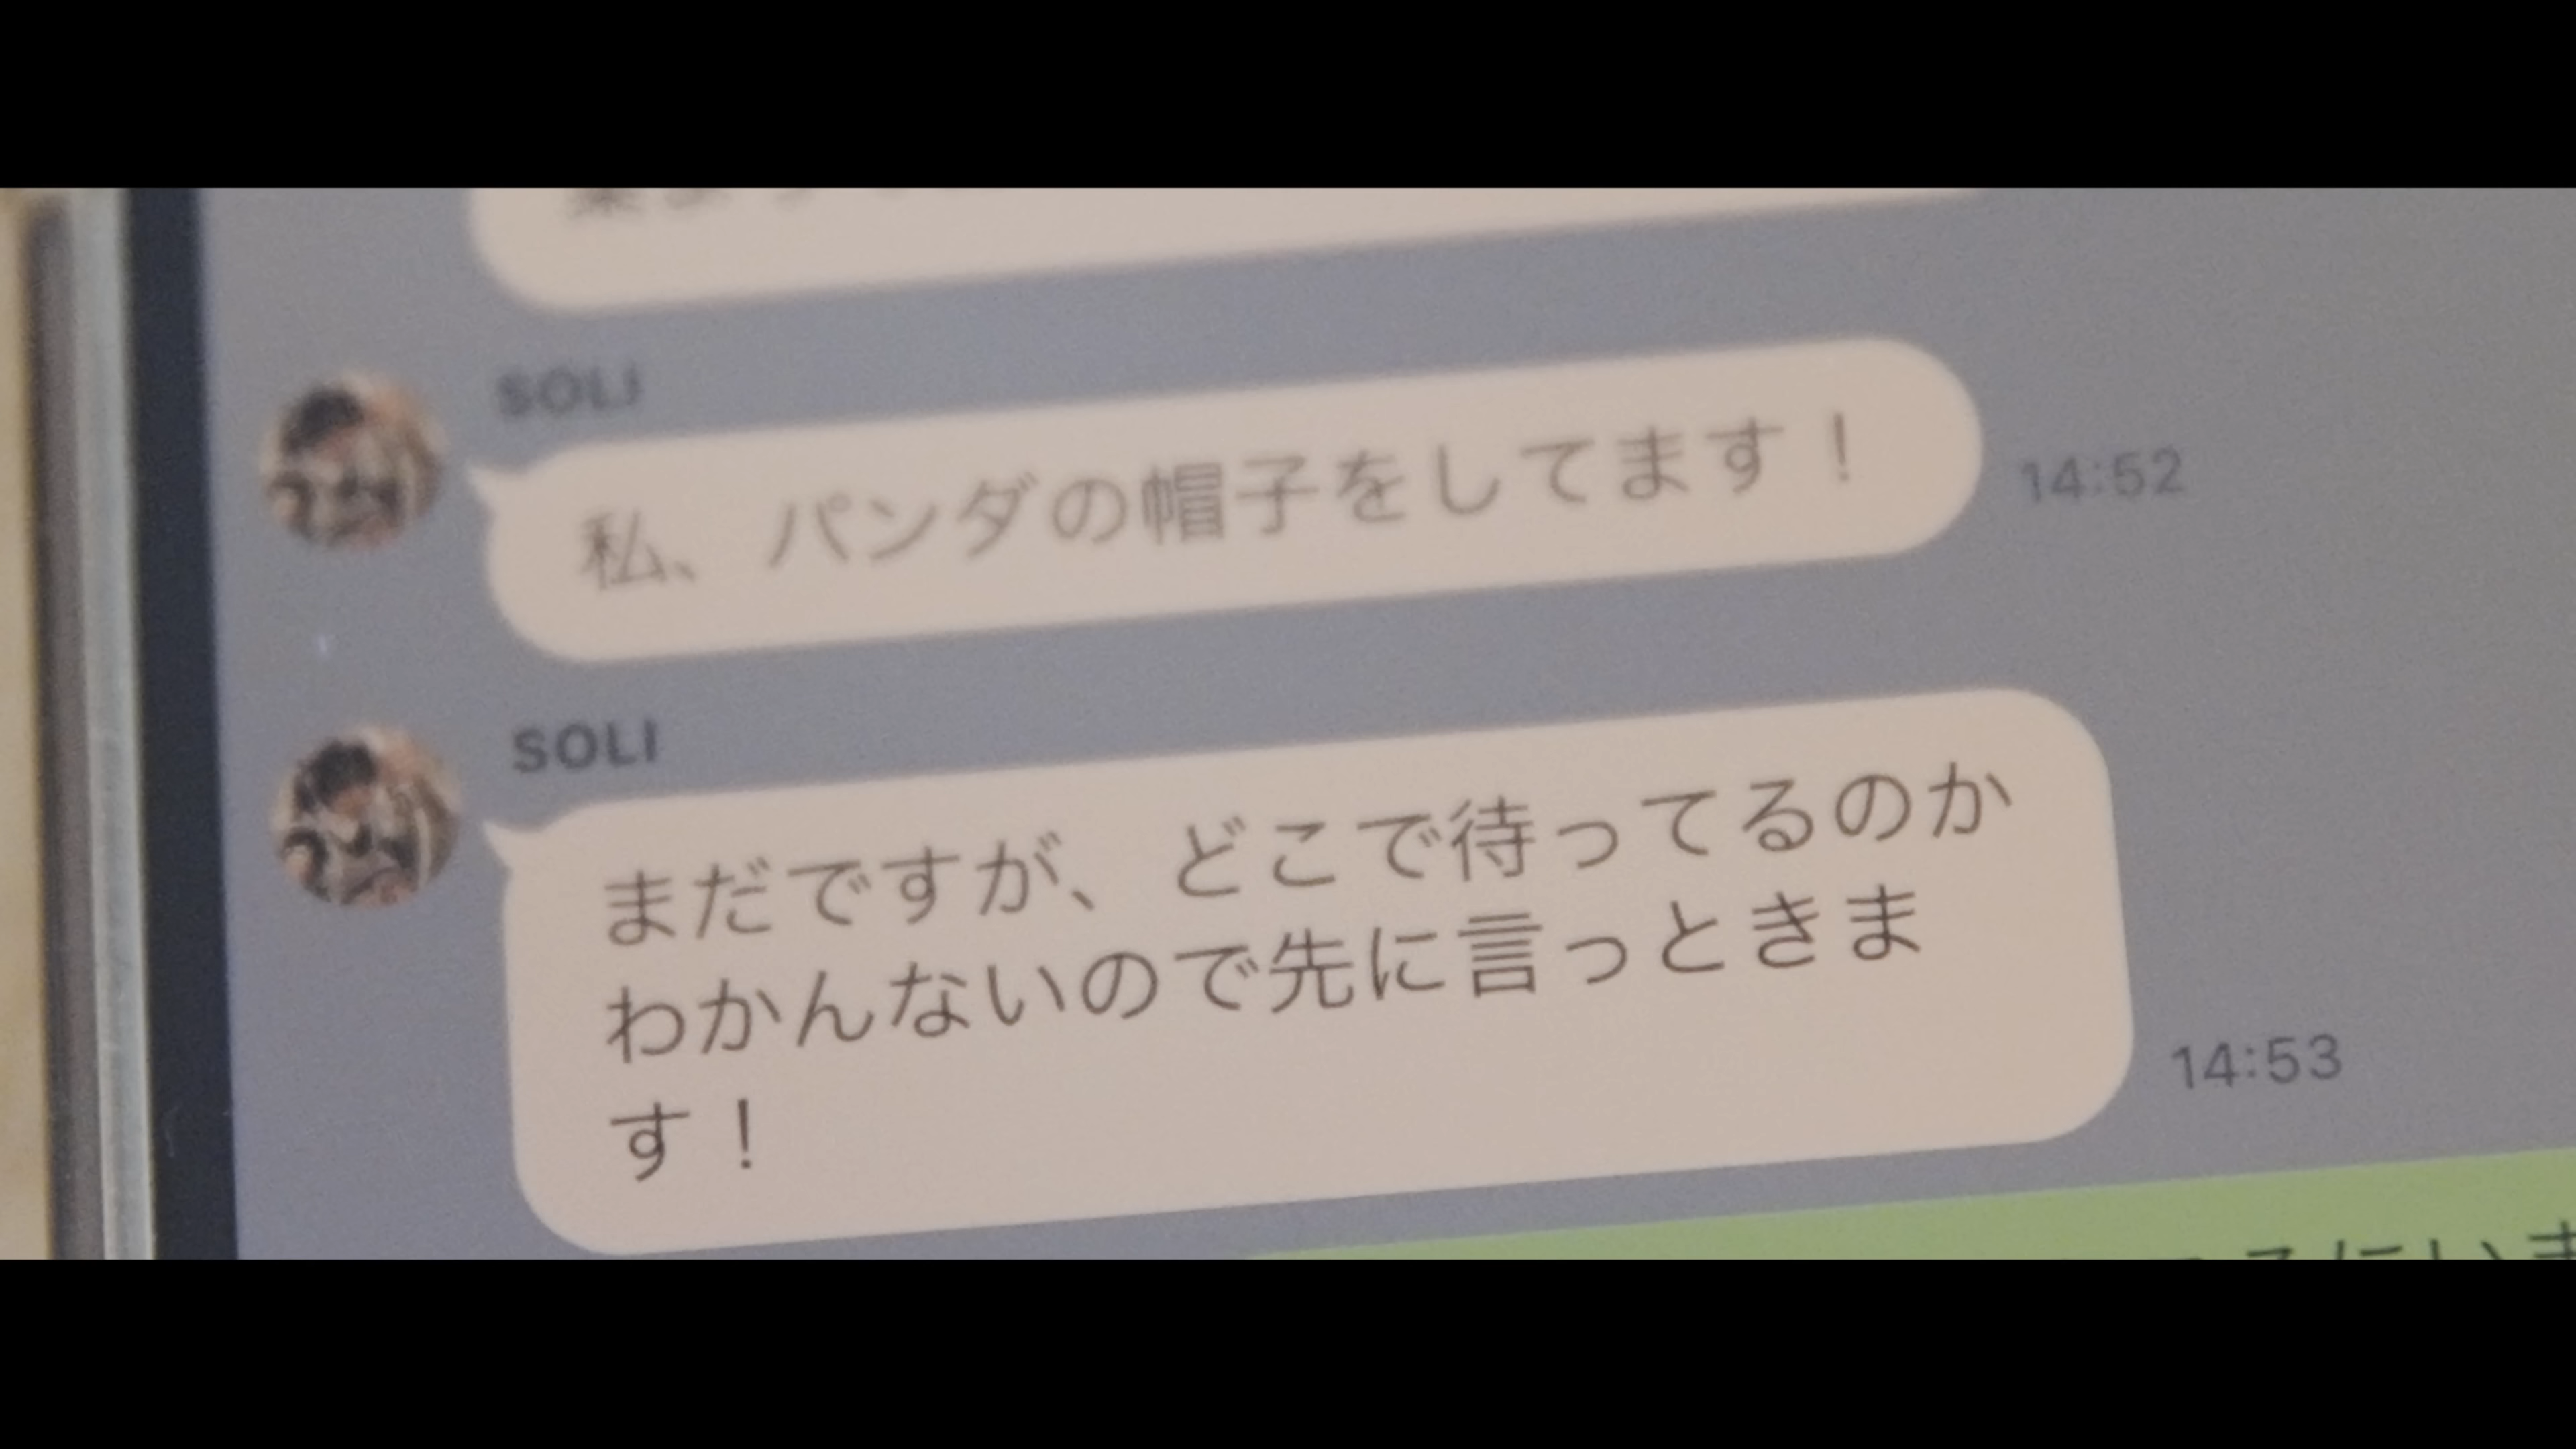 SOLI
私、パンダの帽子をしてます！
14:52
SOLI
まだですが、どこで待ってるのか
わかんないので先に言っときま
す！
14:53